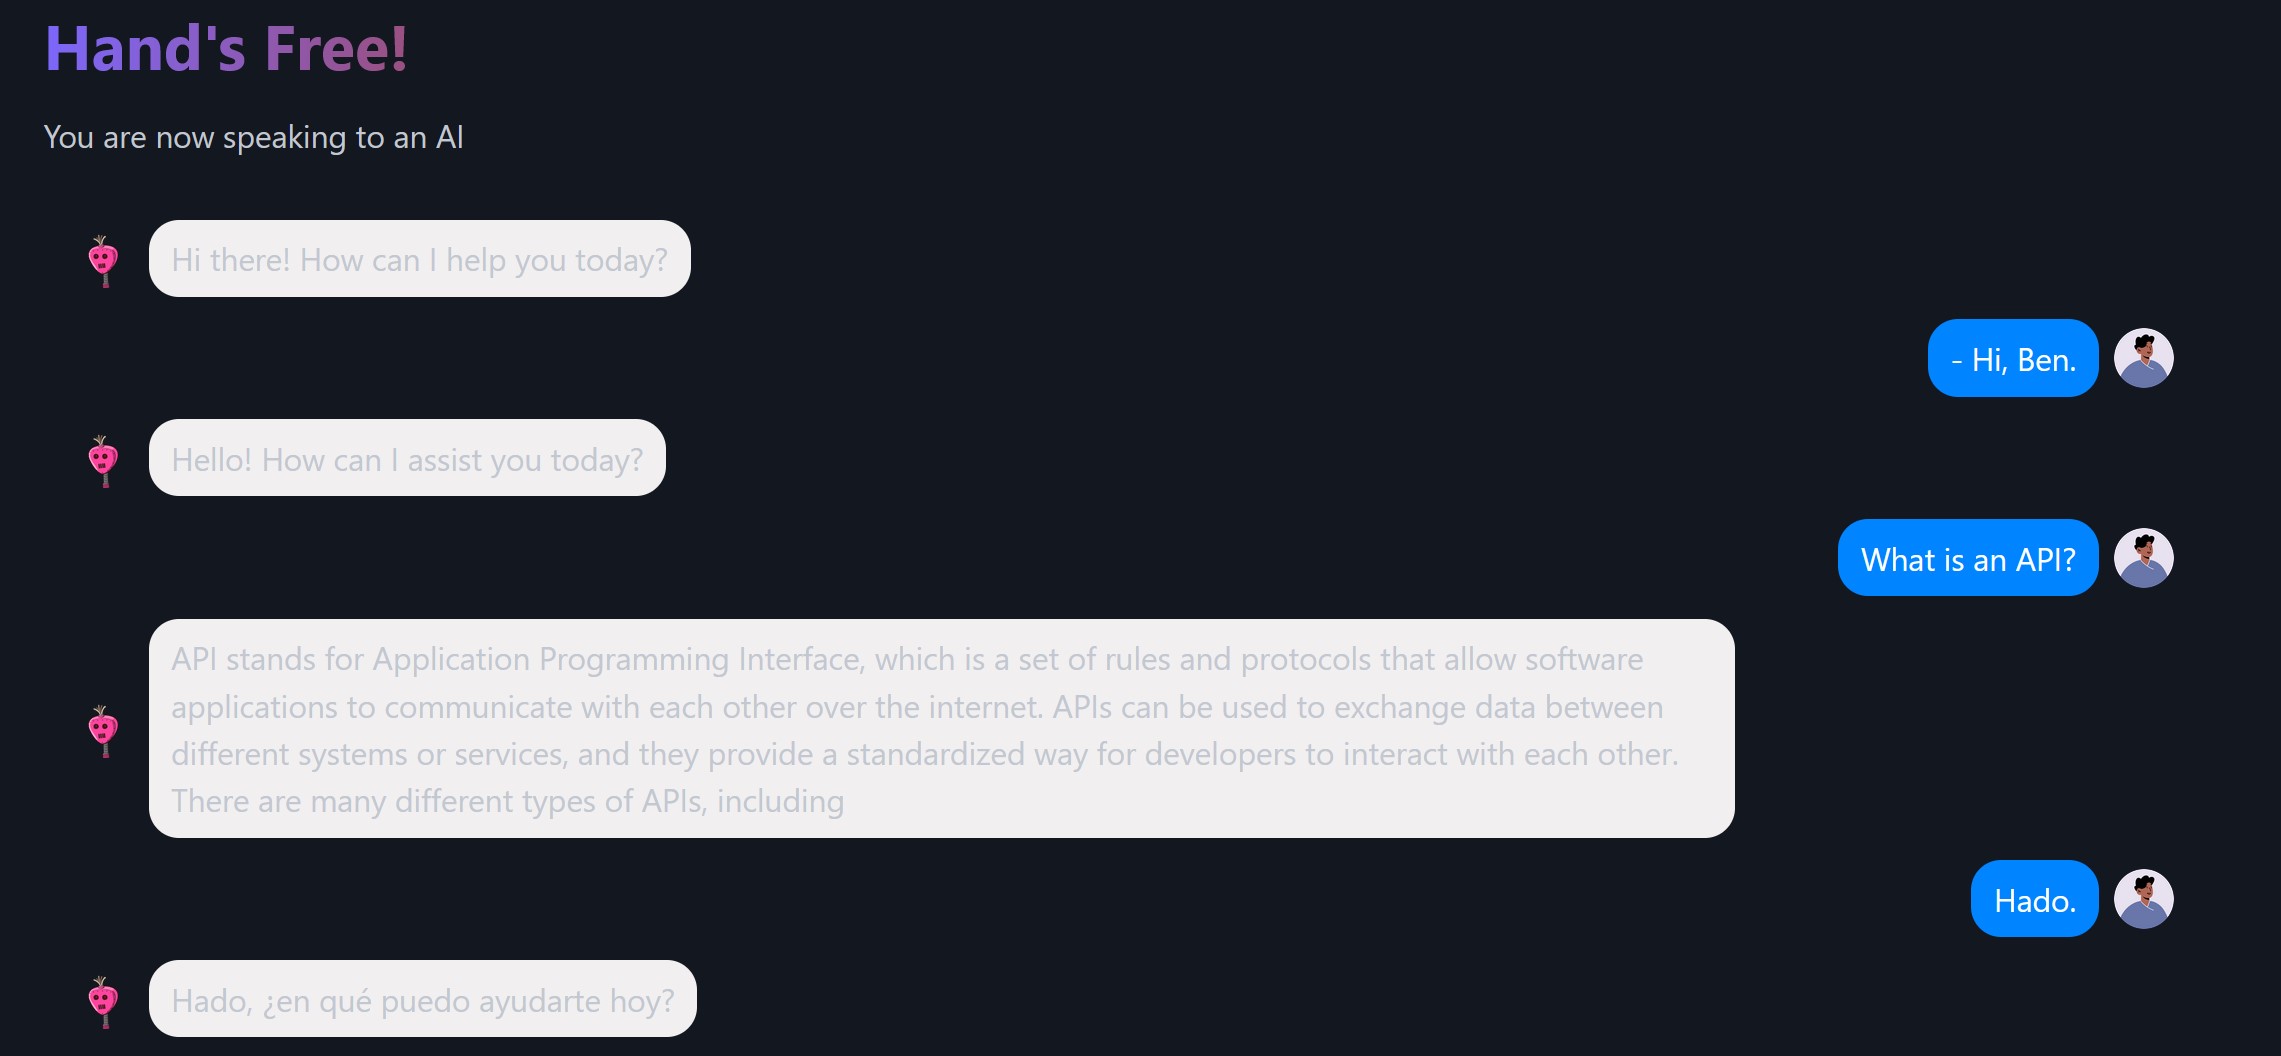 Hand's Free!
You are now speaking to an AI
Hi there! How can I help you today?
- Hi, Ben.
Hello! How can I assist you today?
What is an API?
API stands for Application Programming Interface, which is a set of rules and protocols that allow software
applications to communicate with each other over the internet. APIs can be used to exchange data between
different systems or services, and they provide a standardized way for developers to interact with each other.
There are many different types of APIs, including
Hado.
Hado, ¿en qué puedo ayudarte hoy?